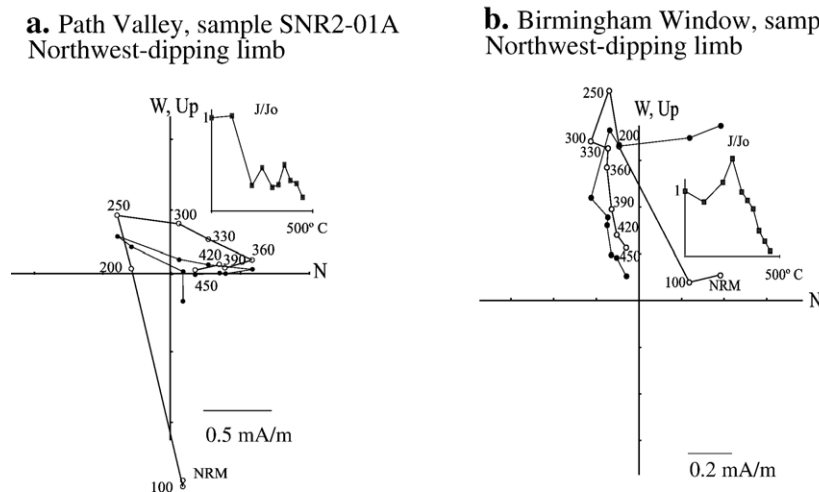 a. Path Valley, sample SNR2-01A
Northwest-dipping limb
W, Up
1
J/Jo
500º C
250
300
330
360
200
420
390
450
N
0.5 mA/m
NRM
100
b. Birmingham Window, samp
Northwest-dipping limb
250
W, Up
300
200
330
J/Jo
360
1
390
420
450
500º C
100
NRM
N
0.2 mA/m